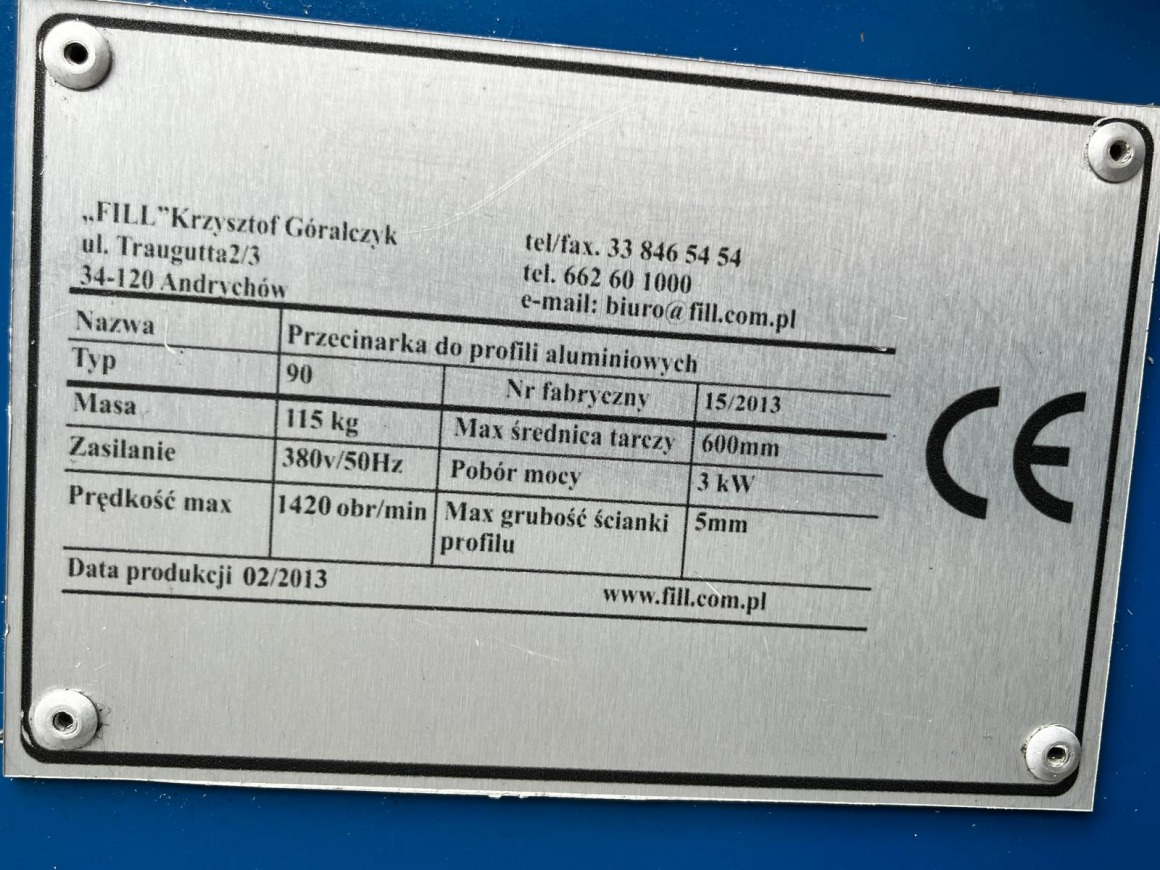 „FILL”Krzysztof Góralczyk
ul. Traugutta2/3
34-120 Andrychów
tel/fax. 33 846 54 54
tel. 662 60 1000
e-mail: biuro@fill.com.pl
Nazwa Przecinarka do profili aluminiowych
Typ 90 Nr fabryczny 15/2013
Masa 115 kg Max średnica tarczy 600mm
Zasilanie 380v/50Hz Pobór mocy 3 kW
Prędkość max 1420 obr/min Max grubość ścianki 5mm
profilu
Data produkcji 02/2013 www.fill.com.pl
CE